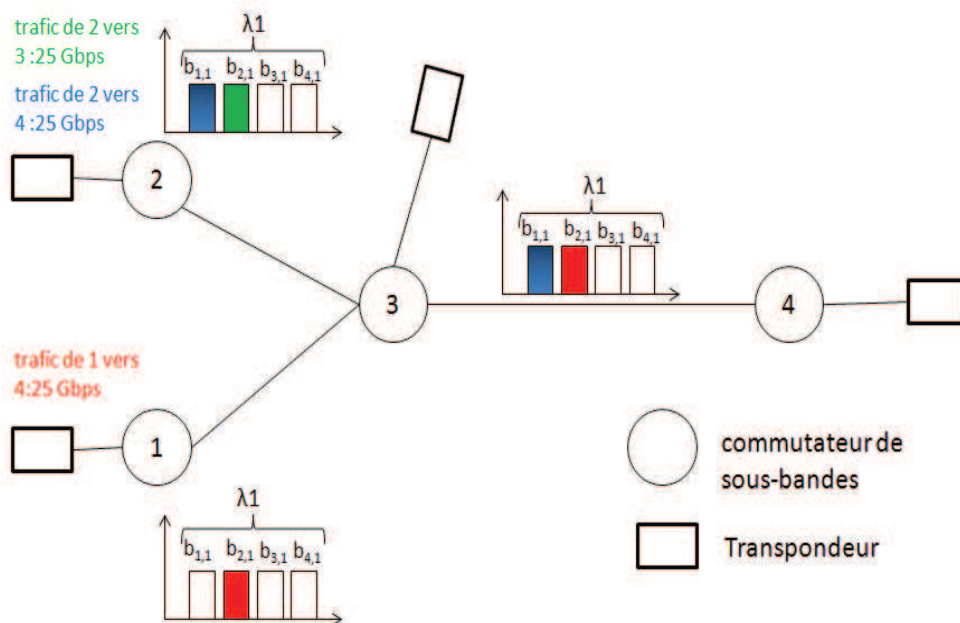 trafic de 2 vers
3 :25 Gbps
trafic de 2 vers
4 :25 Gbps
λ1
b1,1 b2,1 b3,1 b4,1
2
λ1
b1,1 b2,1 b3,1 b4,1
3
4
trafic de 1 vers
4:25 Gbps
1
λ1
b1,1 b2,1 b3,1 b4,1
commutateur de
sous-bandes
Transpondeur